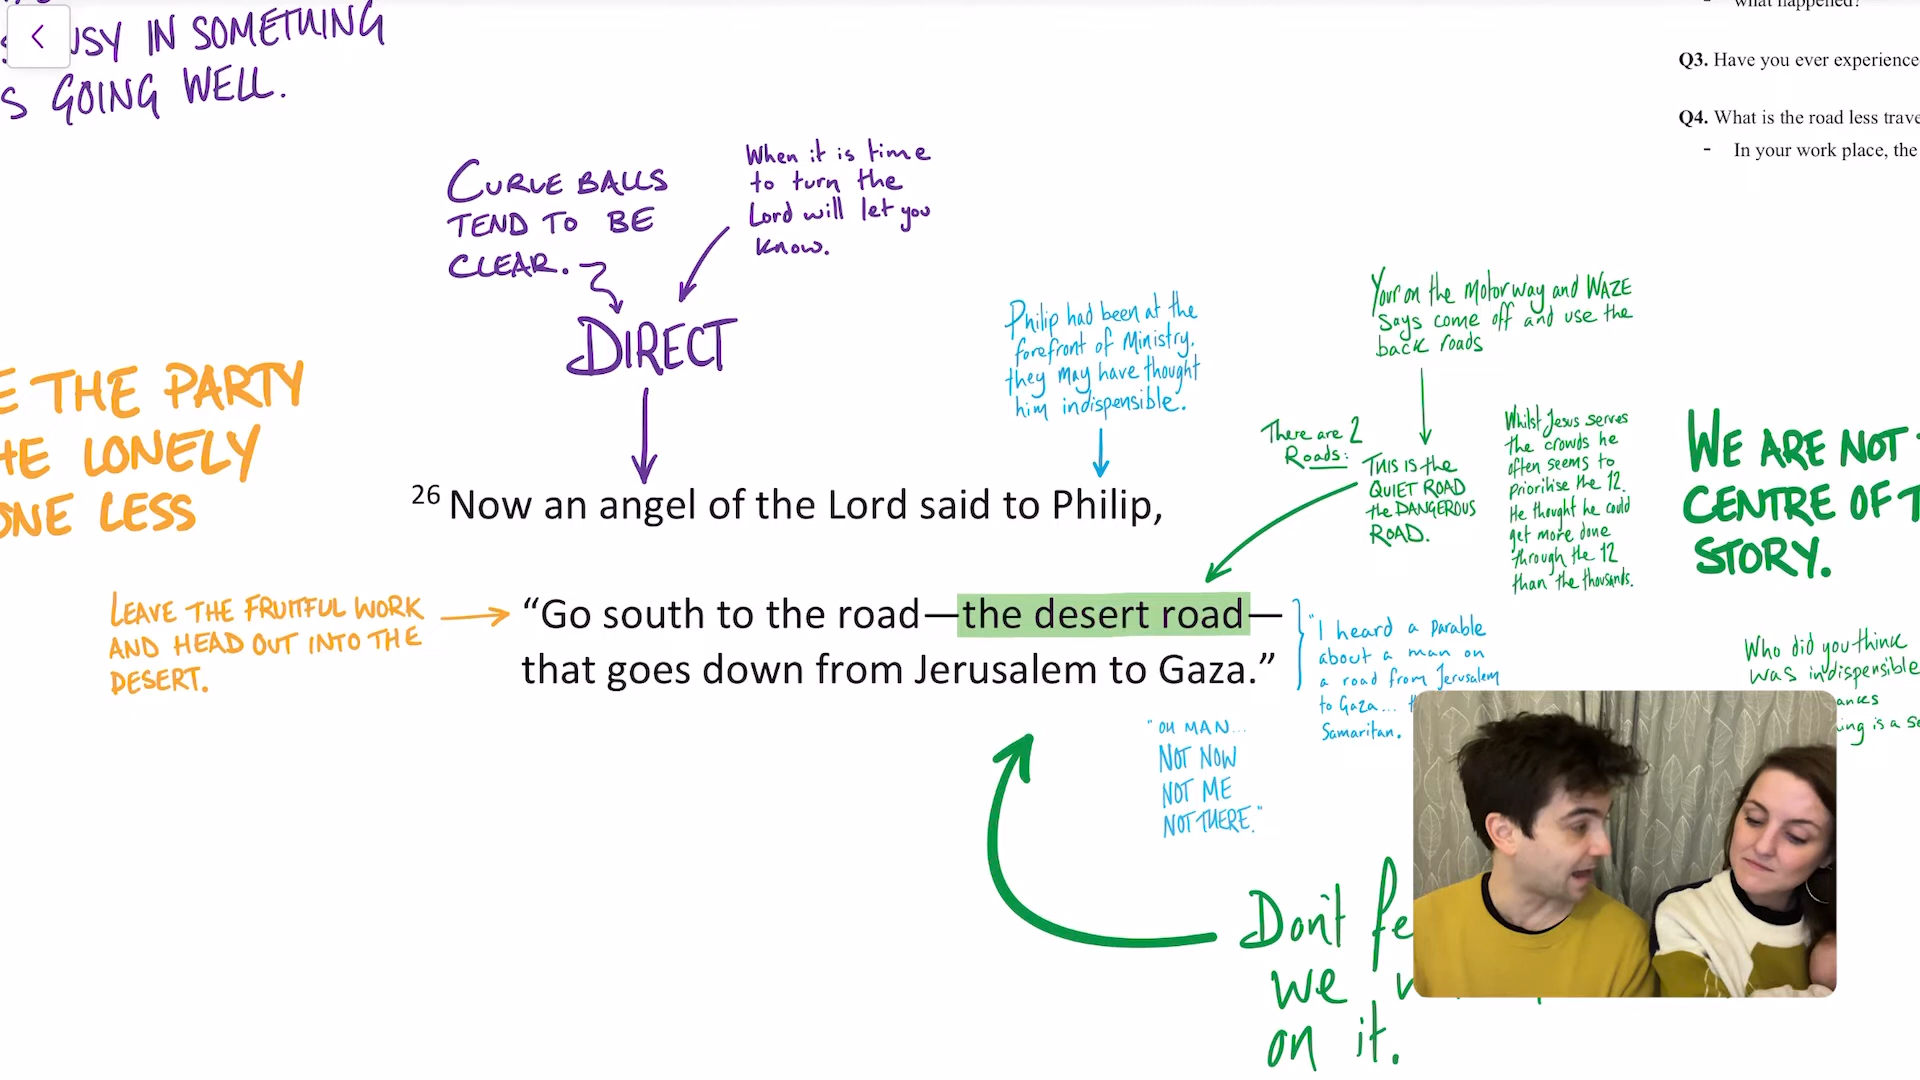 USY IN SOMETHING
S GOING WELL.
what happened?
Q3. Have you ever experience
Q4. What is the road less trave
- In your work place, the
CURVE BALLS
TEND TO BE
CLEAR.
When it is time
to turn the
Lord will let you
know.
DIRECT
Philip had been at the
forefront of Ministry.
they may have thought
him indispensible.
Your on the Motorway and WAZE
Says come off and use the
back roads
There are 2
Roads:
THIS IS the
QUIET ROAD
the DANGEROUS
ROAD.
Whilst Jesus serves
the crowds he
often seems to
prioritise the 12.
He thought he could
get more done
through the 12
than the thousands.
WE ARE NOT
CENTRE OF T
STORY.
E THE PARTY
HE LONELY
ONE LESS
26 Now an angel of the Lord said to Philip,
LEAVE THE FRUITFUL WORK
AND HEAD OUT INTO THE
DESERT.
“Go south to the road—the desert road—
that goes down from Jerusalem to Gaza.”
"I heard a parable
about a man on
a road from Jerusalem
to Gaza...
Samaritan.
"OH MAN...
NOT NOW
NOT ME
NOT THERE."
Who did you think
was indispensible
ances
ing is a se
Don't fe
we
on it.